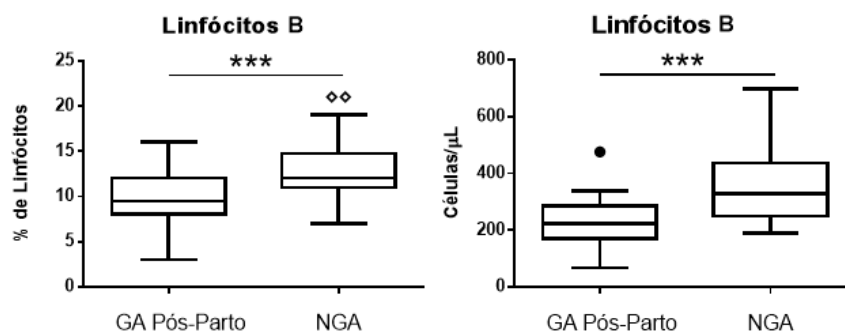 Linfócitos B
***
% de Linfócitos
25
20
15
10
5
0
GA Pós-Parto NGA
Linfócitos B
***
Células/µL
800
600
400
200
0
GA Pós-Parto NGA